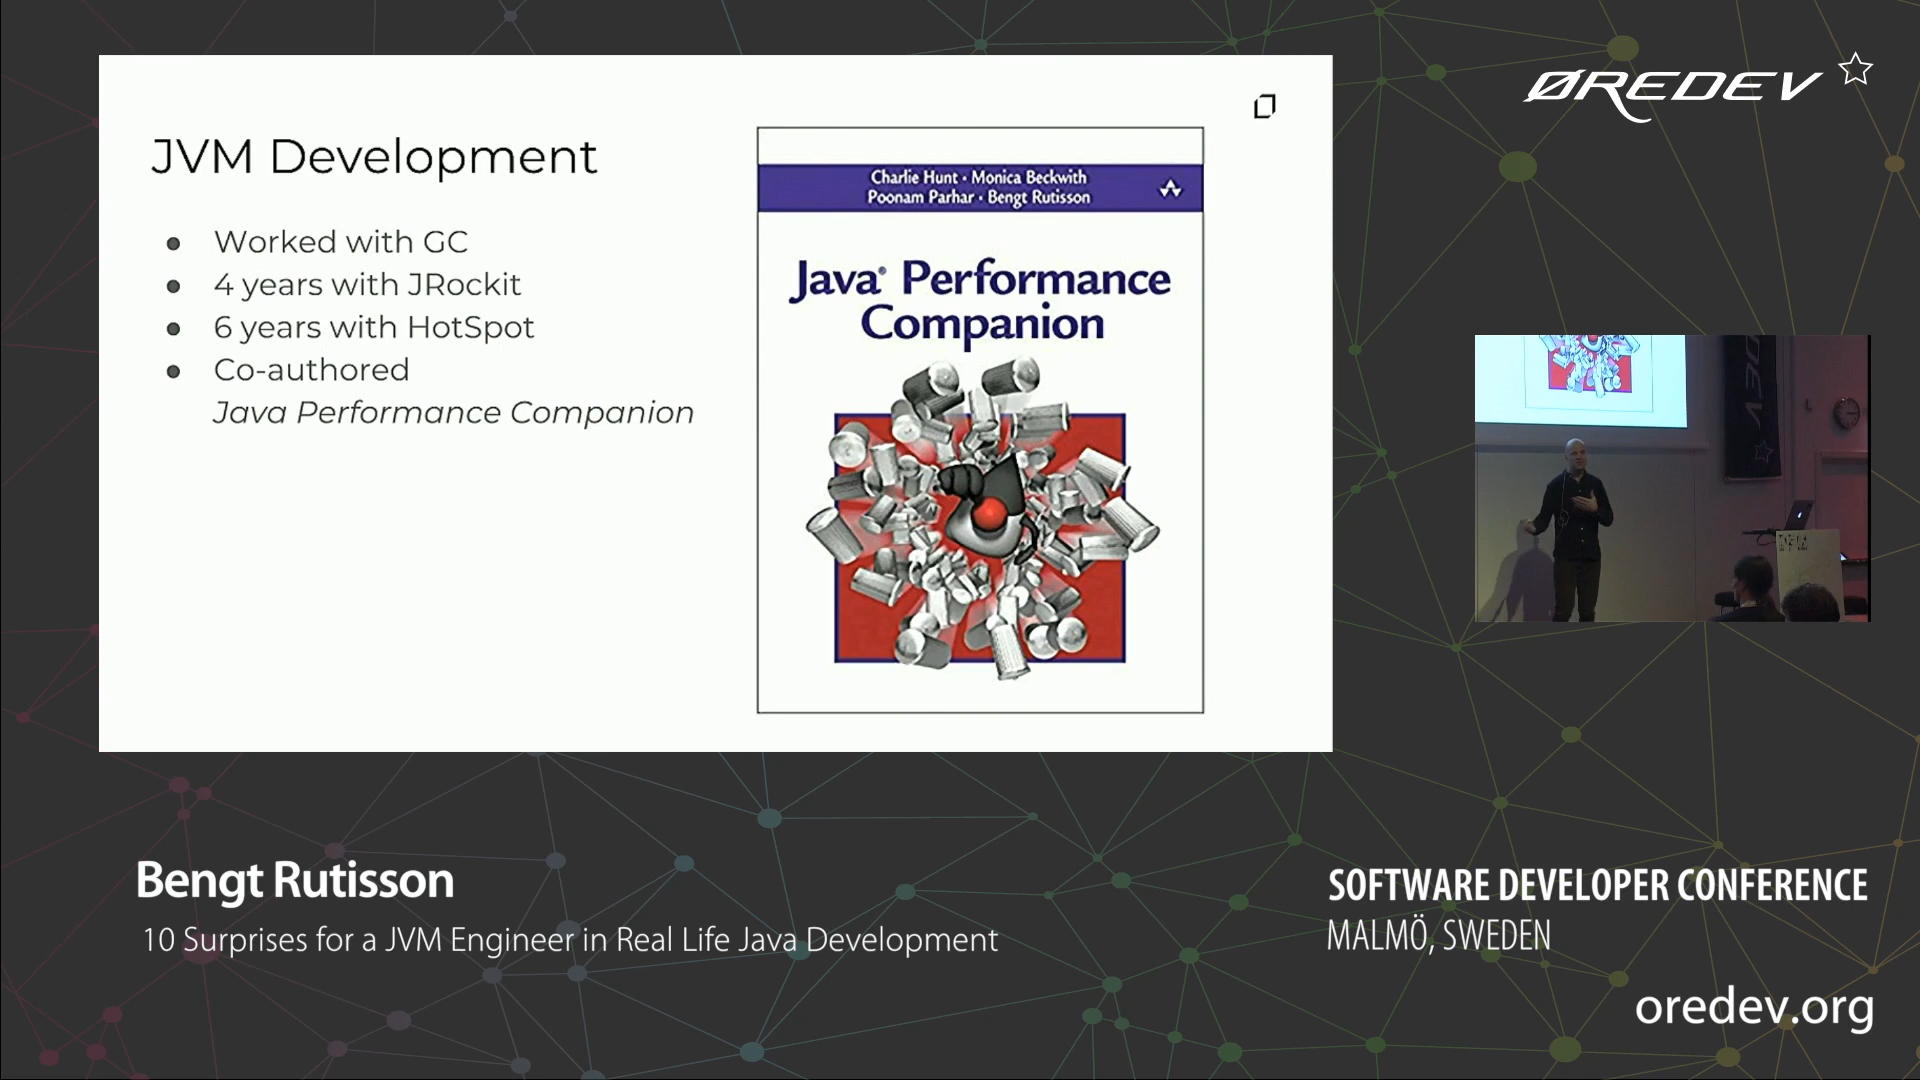 ØREDEV
JVM Development
● Worked with GC
● 4 years with JRockit
● 6 years with HotSpot
● Co-authored
Java Performance Companion
Charlie Hunt • Monica Beckwith
Poonam Parhar • Bengt Rutisson
Java® Performance
Companion
Bengt Rutisson
10 Surprises for a JVM Engineer in Real Life Java Development
SOFTWARE DEVELOPER CONFERENCE
MALMÖ, SWEDEN
oredev.org